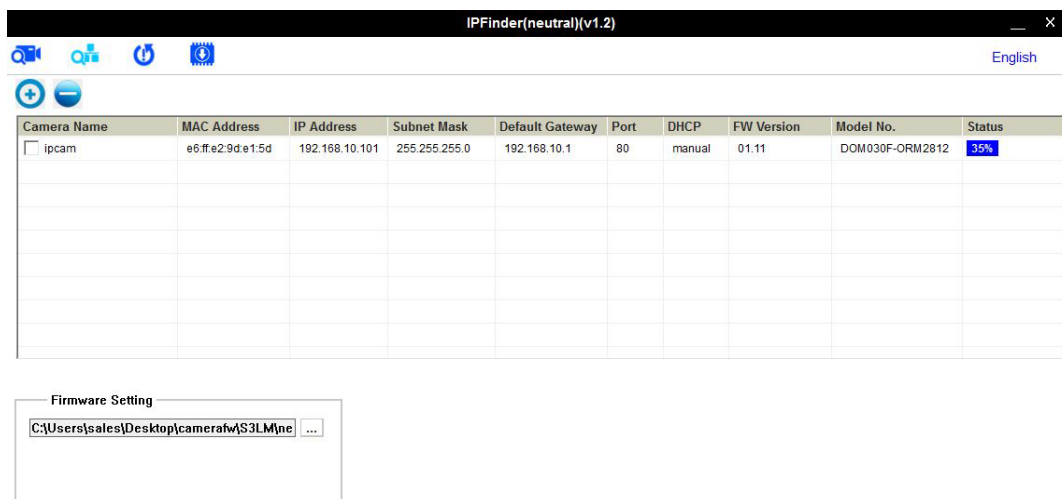 IPFinder(neutral)(v1.2)
English
Camera Name MAC Address IP Address Subnet Mask Default Gateway Port DHCP FW Version Model No. Status
ipcam e6:ff:e2:9d:e1:5d 192.168.10.101 255.255.255.0 192.168.10.1 80 manual 01.11 DOM030F-ORM2812 35%
Firmware Setting
C:\Users\sales\Desktop\camerafw\S3LM\ne ...